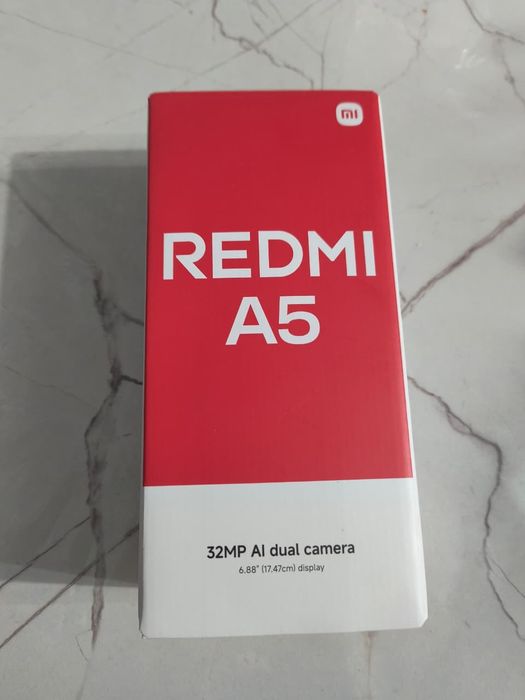 mi
REDMI
A5
32MP AI dual camera
6.88" (17.47cm) display